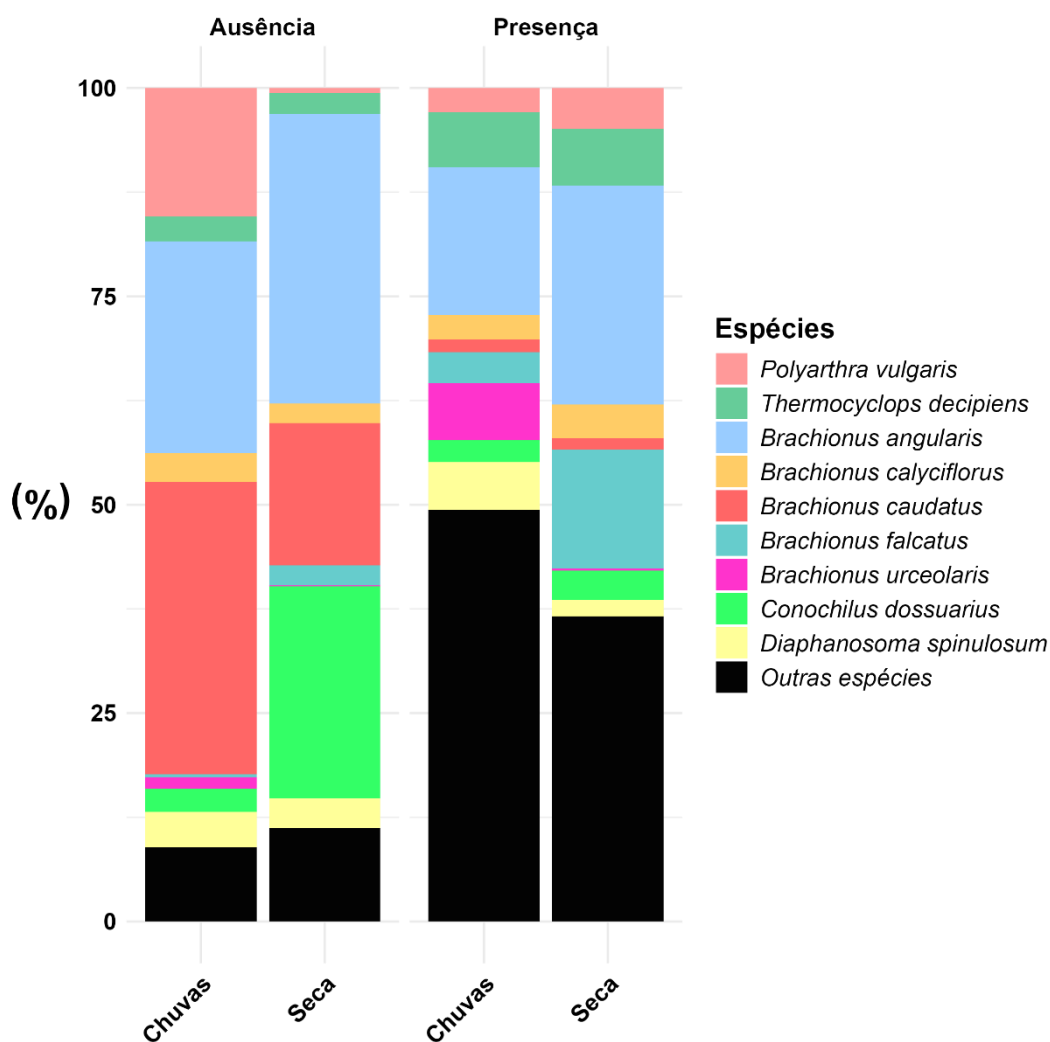 Ausência
Presença
100
75
50
25
0
(%)
Chuvas
Seca
Chuvas
Seca
Espécies
Polyarthra vulgaris
Thermocyclops decipiens
Brachionus angularis
Brachionus calyciflorus
Brachionus caudatus
Brachionus falcatus
Brachionus urceolaris
Conochilus dossuarius
Diaphanosoma spinulosum
Outras espécies